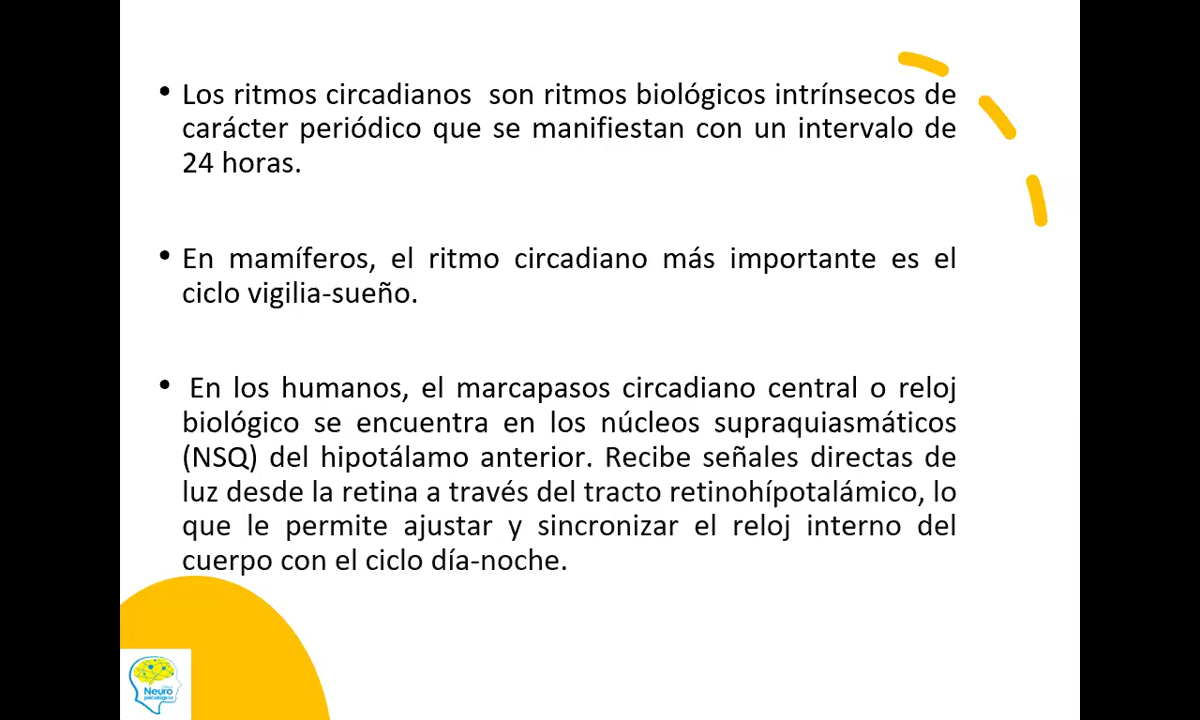 • Los ritmos circadianos  son ritmos biológicos intrínsecos de
carácter periódico que se manifiestan con un intervalo de
24 horas.
• En mamíferos, el ritmo circadiano más importante es el
ciclo vigilia-sueño.
• En los humanos, el marcapasos circadiano central o reloj
biológico se encuentra en los núcleos supraquiasmáticos
(NSQ) del hipotálamo anterior. Recibe señales directas de
luz desde la retina a través del tracto retinohípotalámico, lo
que le permite ajustar y sincronizar el reloj interno del
cuerpo con el ciclo día-noche.
Neuro